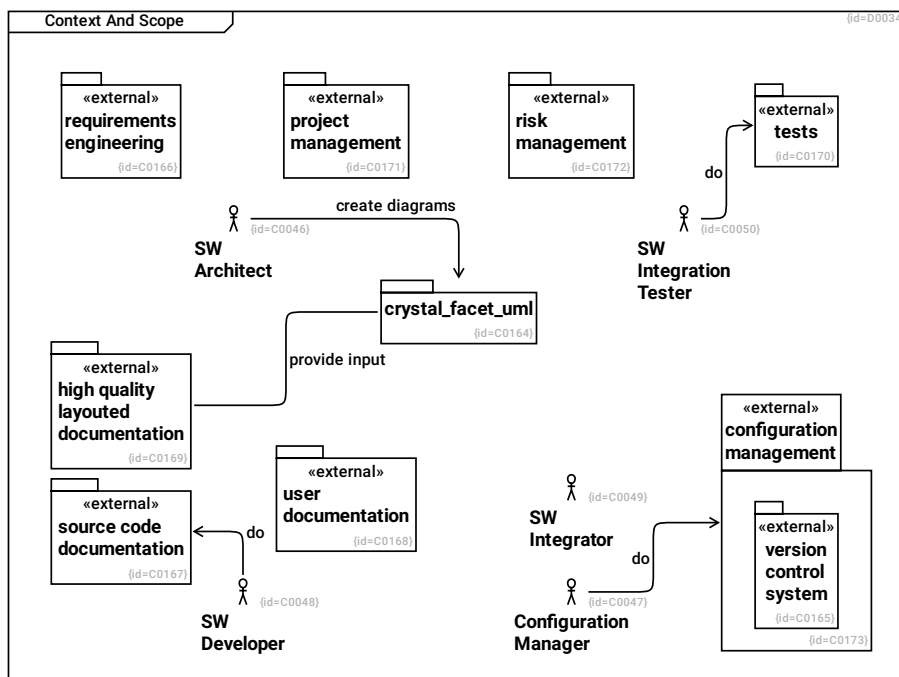 Context And Scope
{id=D0034
«external»
requirements
engineering
{id=C0166}
«external»
project
management
{id=C0171}
«external»
risk
management
{id=C0172}
«external»
tests
{id=C0170}
do
create diagrams
{id=C0046}
SW
Architect
{id=C0050}
SW
Integration
Tester
crystal_facet_uml
{id=C0164}
provide input
«external»
high quality
layouted
documentation
{id=C0169}
«external»
user
documentation
{id=C0168}
«external»
configuration
management
«external»
source code
documentation
{id=C0167}
do
{id=C0048}
SW
Developer
{id=C0049}
SW
Integrator
do
{id=C0047}
Configuration
Manager
«external»
version
control
system
{id=C0165}
{id=C0173}